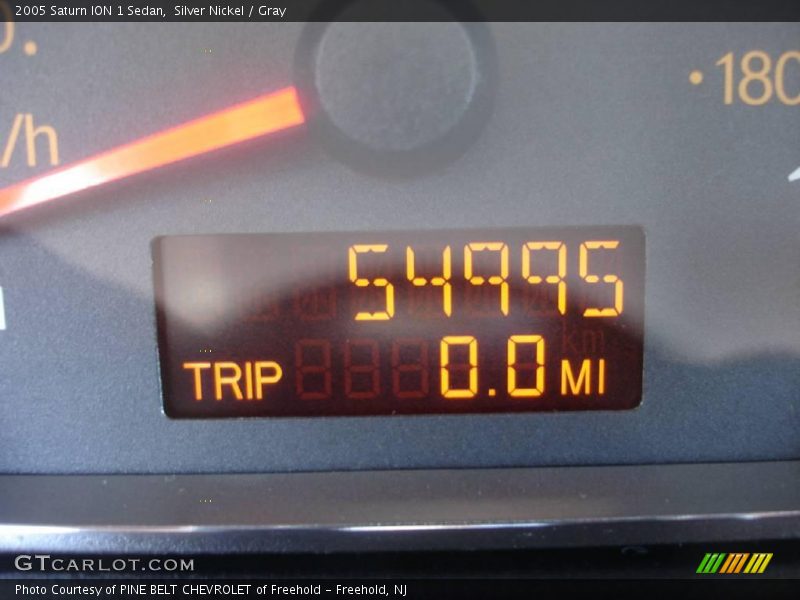 2005 Saturn ION 1 Sedan, Silver Nickel / Gray
180
/h
54995
km
TRIP 0.0 MI
GTCARLOT.COM
Photo Courtesy of PINE BELT CHEVROLET of Freehold - Freehold, NJ